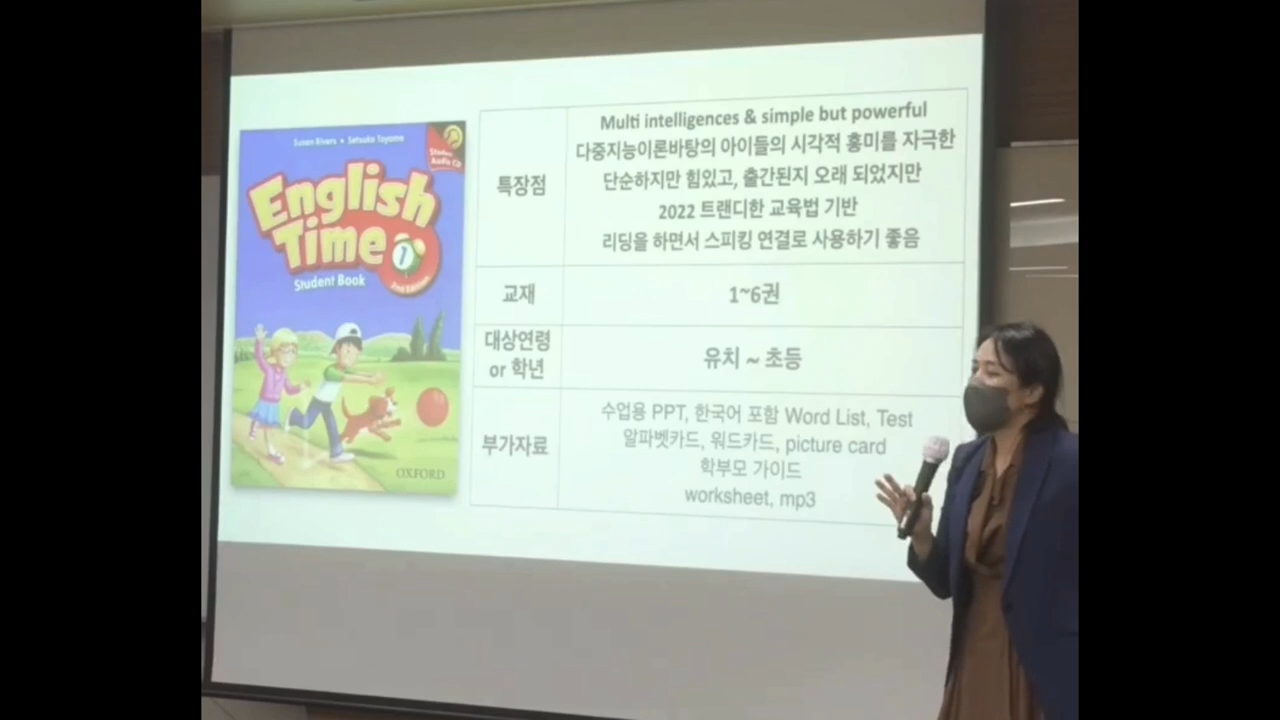 Susan Rivers • Setsuko Toyama
Student
Audio CD
English
Time
1
Student Book
2nd Edition
OXFORD
특장점
Multi intelligences & simple but powerful
다중지능이론바탕의 아이들의 시각적 흥미를 자극한
단순하지만 힘있고, 출간된지 오래 되었지만
2022 트랜디한 교육법 기반
리딩을 하면서 스피킹 연결로 사용하기 좋음
교재
1~6권
대상연령
or 학년
유치 ~ 초등
부가자료
수업용 PPT, 한국어 포함 Word List, Test
알파벳카드, 워드카드, picture card
학부모 가이드
worksheet, mp3